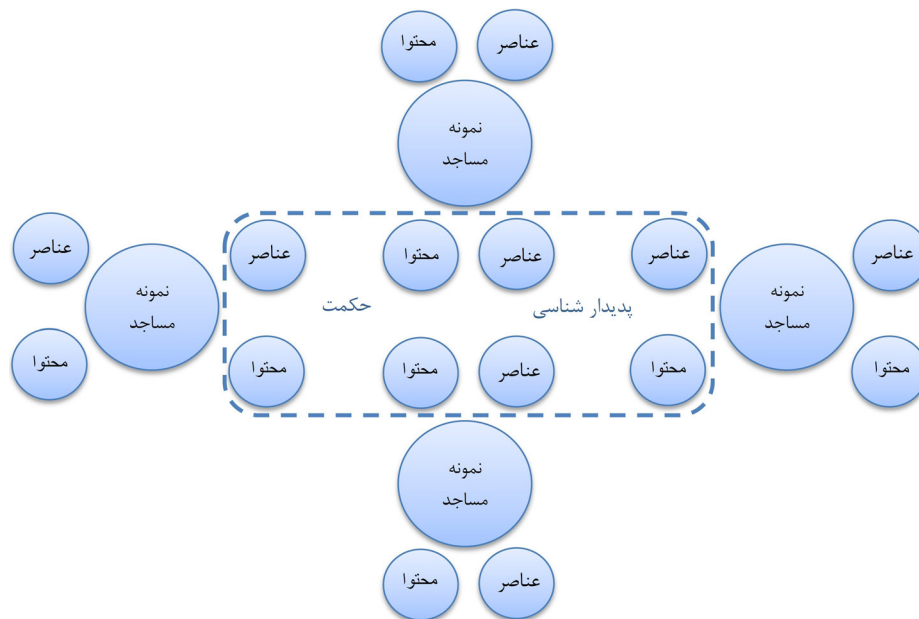 عناصر
محتوا
نمونه
مساجد
عناصر
عناصر
محتوا
عناصر
عناصر
عناصر
نمونه
مساجد
پدیدار شناسی
حکمت
نمونه
مساجد
محتوا
محتوا
عناصر
محتوا
محتوا
محتوا
نمونه
مساجد
عناصر
محتوا